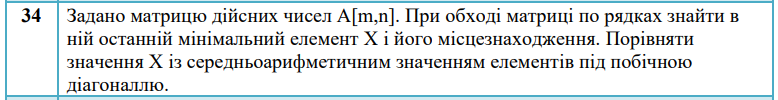 34 Задано матрицю дійсних чисел A[m,n]. При обході матриці по рядках знайти в
ній останній мінімальний елемент X і його місцезнаходження. Порівняти
значення X із середньоарифметичним значенням елементів під побічною
діагоналлю.